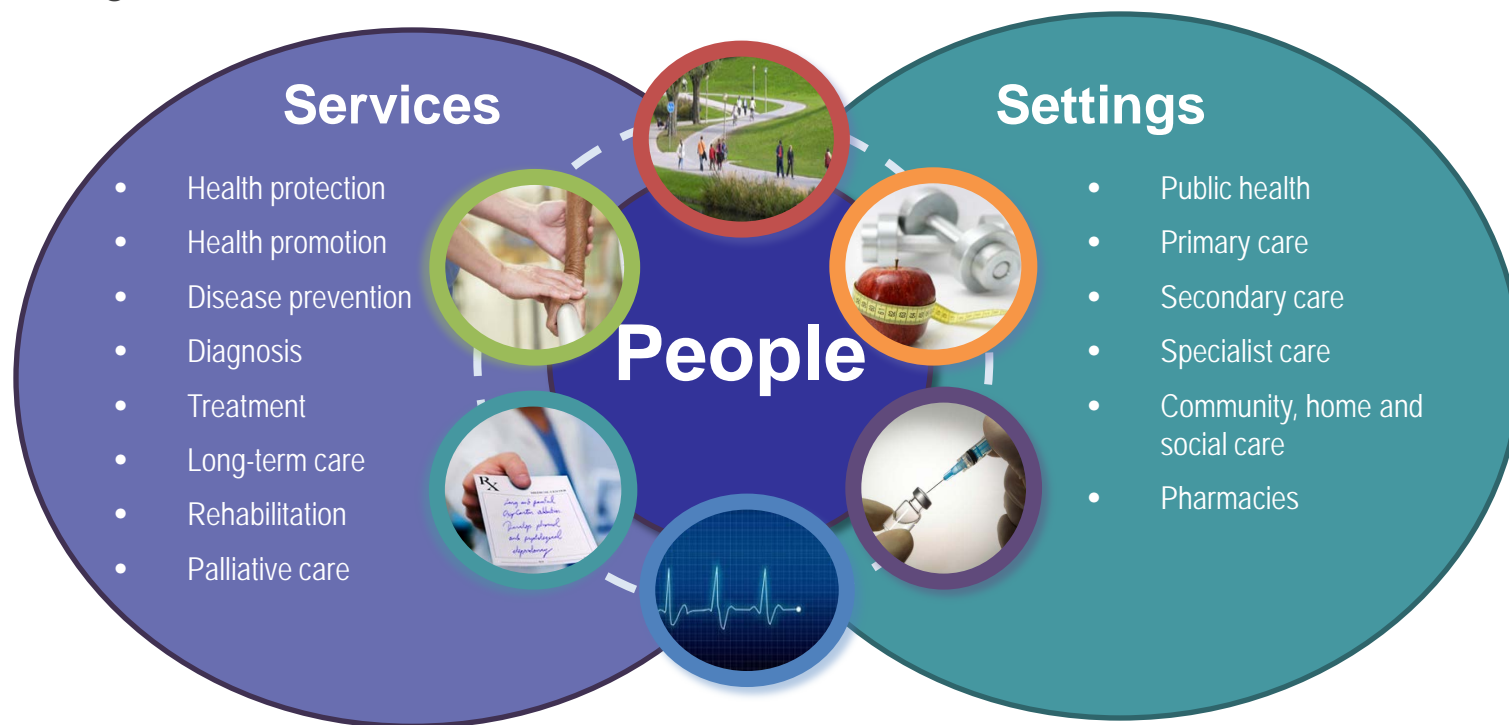 Services
• Health protection
• Health promotion
• Disease prevention
• Diagnosis
• Treatment
• Long-term care
• Rehabilitation
• Palliative care
People
Rx
Settings
• Public health
• Primary care
• Secondary care
• Specialist care
• Community, home and
social care
• Pharmacies